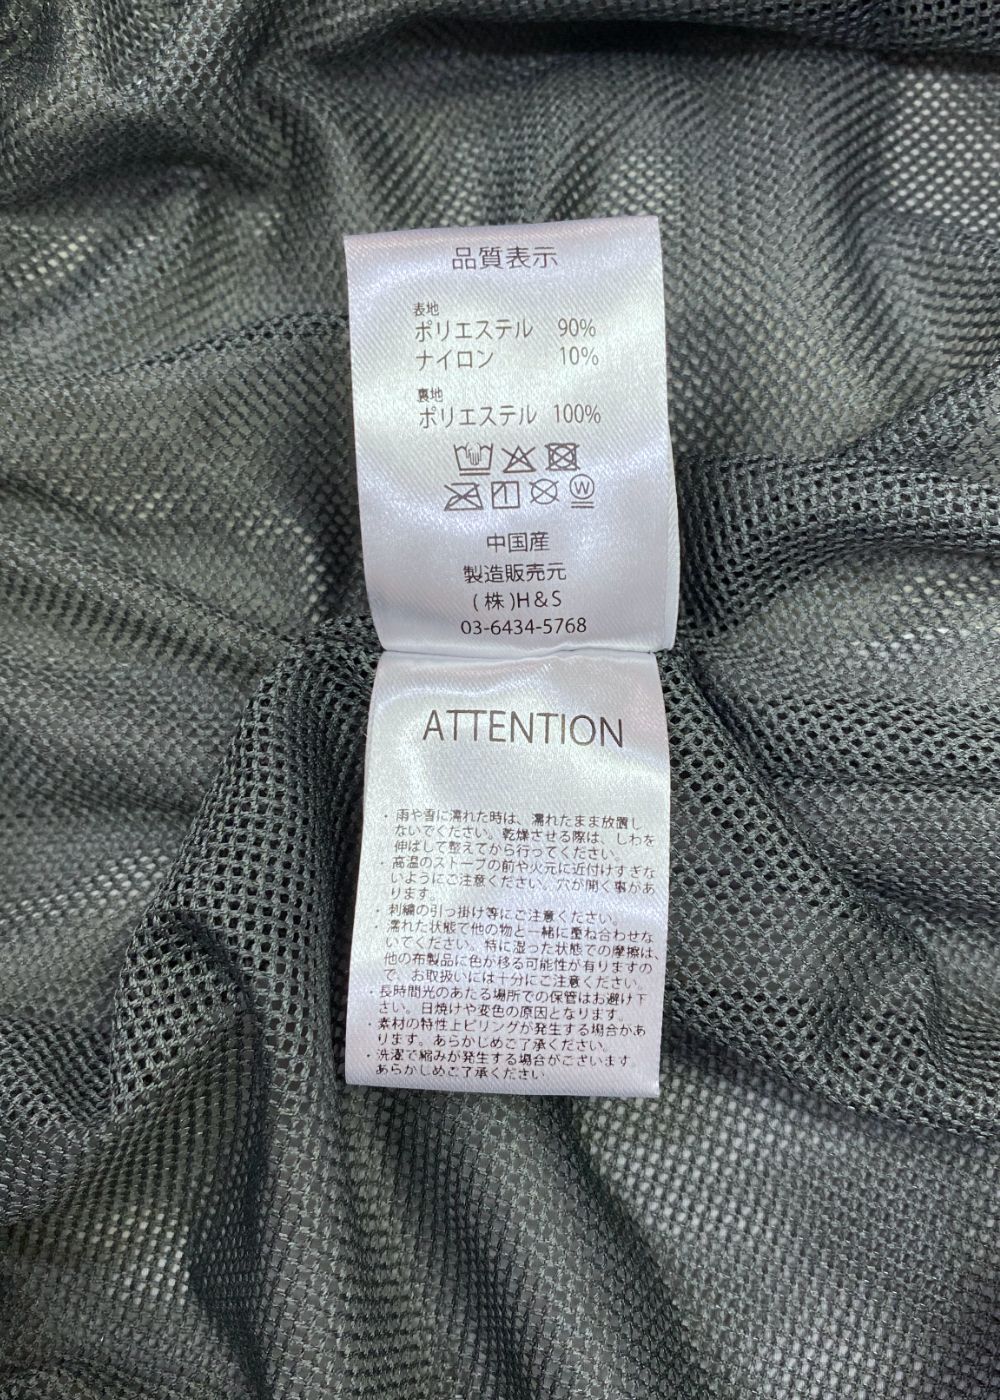 品質表示
表地
ポリエステル 90%
ナイロン 10%
裏地
ポリエステル 100%
W
中国産
製造販売元
(株)H&S
03-6434-5768
ATTENTION
・雨や雪に濡れた時は、濡れたまま放置し
ないでください。乾燥させる際は、しわを
伸ばして整えてから行ってください。
・高温のストーブの前や火元に近付けすぎな
いようにご注意ください。穴が開く事があ
ります。
・刺繍の引っ掛け等にご注意ください。
・濡れた状態で他の物と一緒に重ね合わせな
いでください。特に湿った状態での摩擦は、
他の布製品に色が移る可能性が有りますの
で、お取扱いには十分にご注意ください。
・長時間光のあたる場所での保管はお避け下
さい。日焼けや変色の原因となります。
・素材の特性上ピリングが発生する場合があ
ります。あらかじめご了承ください。
・洗濯で縮みが発生する場合がございます。
あらかじめご了承ください